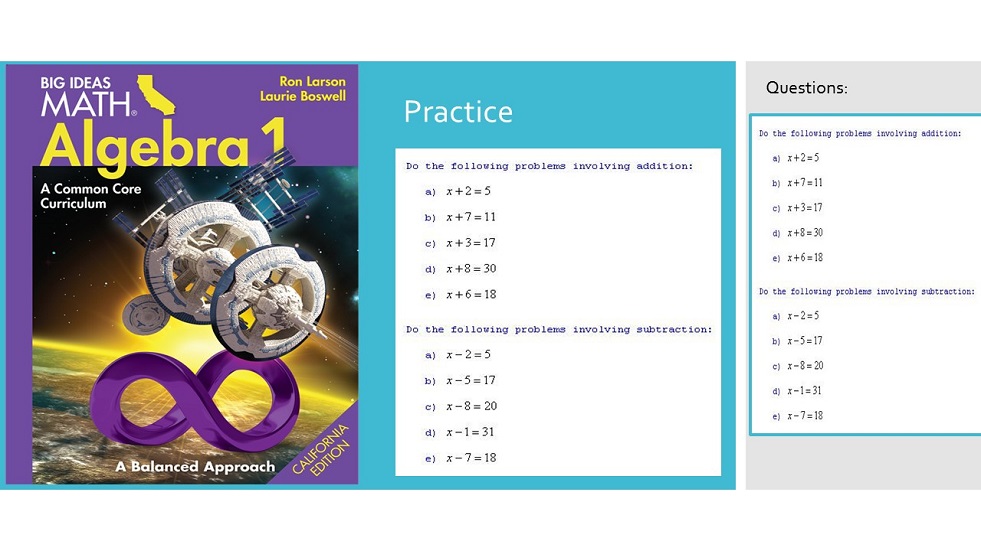 BIG IDEAS
MATH®
Ron Larson
Laurie Boswell
Algebra 1
A Common Core
Curriculum
A Balanced Approach
CALIFORNIA
EDITION
Practice
Do the following problems involving addition:
a) x + 2 = 5
b) x + 7 = 11
c) x + 3 = 17
d) x + 8 = 30
e) x + 6 = 18
Do the following problems involving subtraction:
a) x − 2 = 5
b) x − 5 = 17
c) x − 8 = 20
d) x − 1 = 31
e) x − 7 = 18
Questions:
Do the following problems involving addition:
a) x + 2 = 5
b) x + 7 = 11
c) x + 3 = 17
d) x + 8 = 30
e) x + 6 = 18
Do the following problems involving subtraction:
a) x − 2 = 5
b) x − 5 = 17
c) x − 8 = 20
d) x − 1 = 31
e) x − 7 = 18